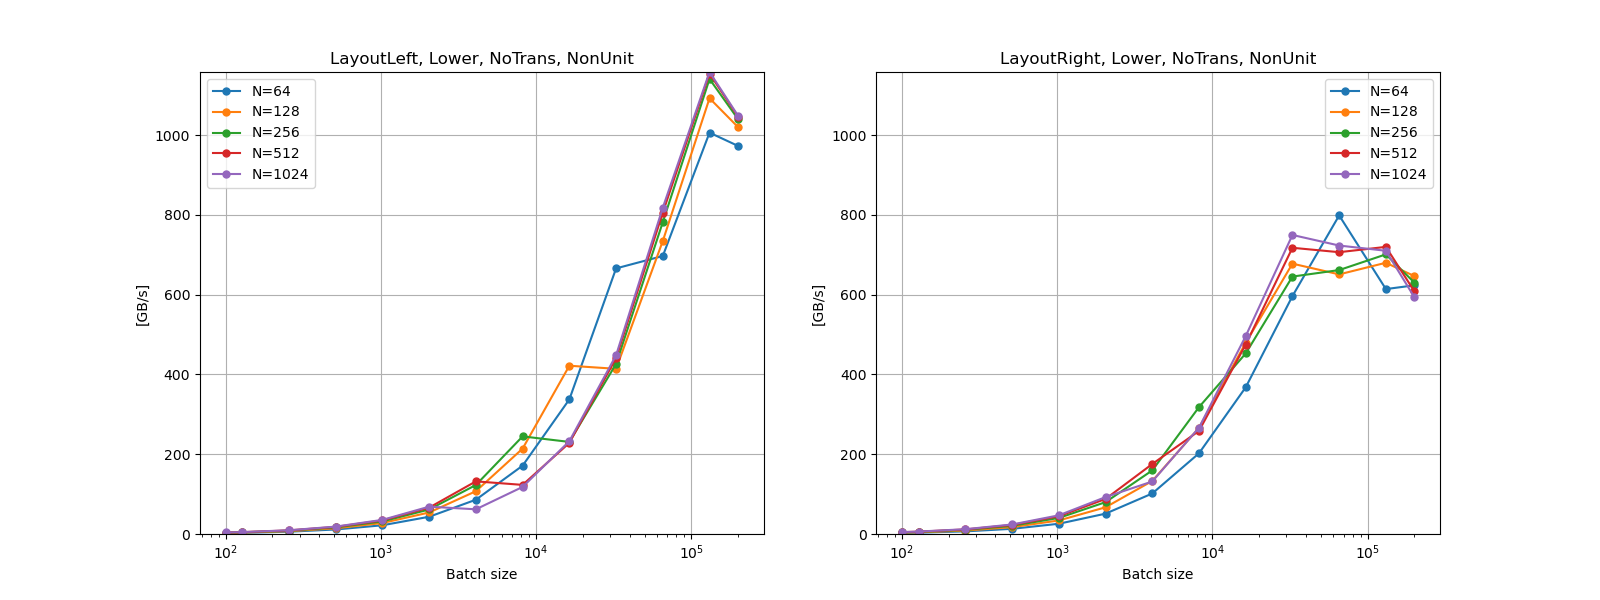 LayoutLeft, Lower, NoTrans, NonUnit
N=64
N=128
N=256
N=512
N=1024
[GB/s]
1000
800
600
400
200
0
10²
10³
10⁴
10⁵
Batch size
LayoutRight, Lower, NoTrans, NonUnit
N=64
N=128
N=256
N=512
N=1024
[GB/s]
1000
800
600
400
200
0
10²
10³
10⁴
10⁵
Batch size